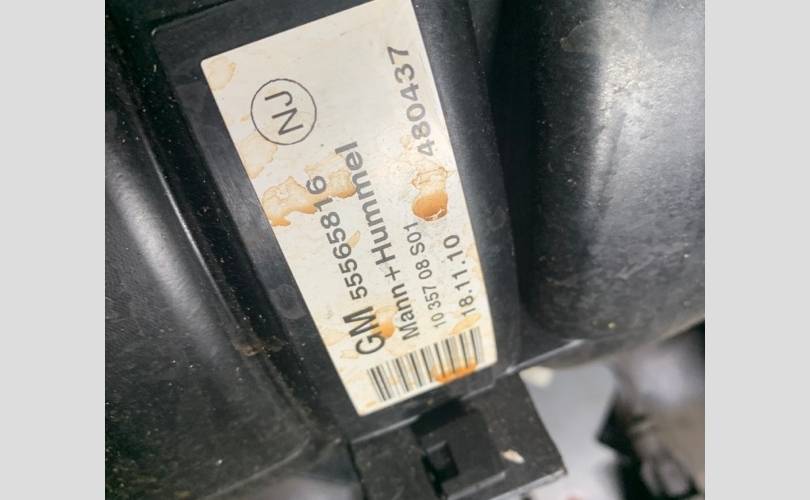 NJ
GM 55565816
Mann+Hummel
10 357 08 S01 480437
18.11.10